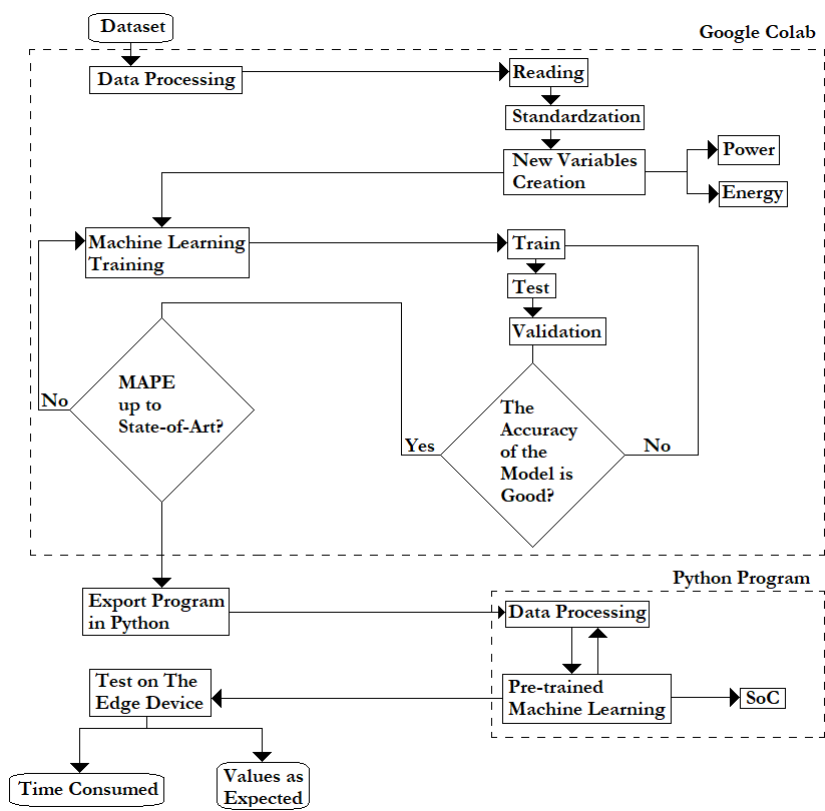 Dataset
Google Colab
Data Processing
Reading
Standardzation
New Variables
Creation
Power
Energy
Machine Learning
Training
Train
Test
Validation
MAPE
up to
State-of-Art?
No
The
Accuracy
of the
Model is
Good?
Yes
No
Export Program
in Python
Python Program
Data Processing
Pre-trained
Machine Learning
SoC
Test on The
Edge Device
Time Consumed
Values as
Expected